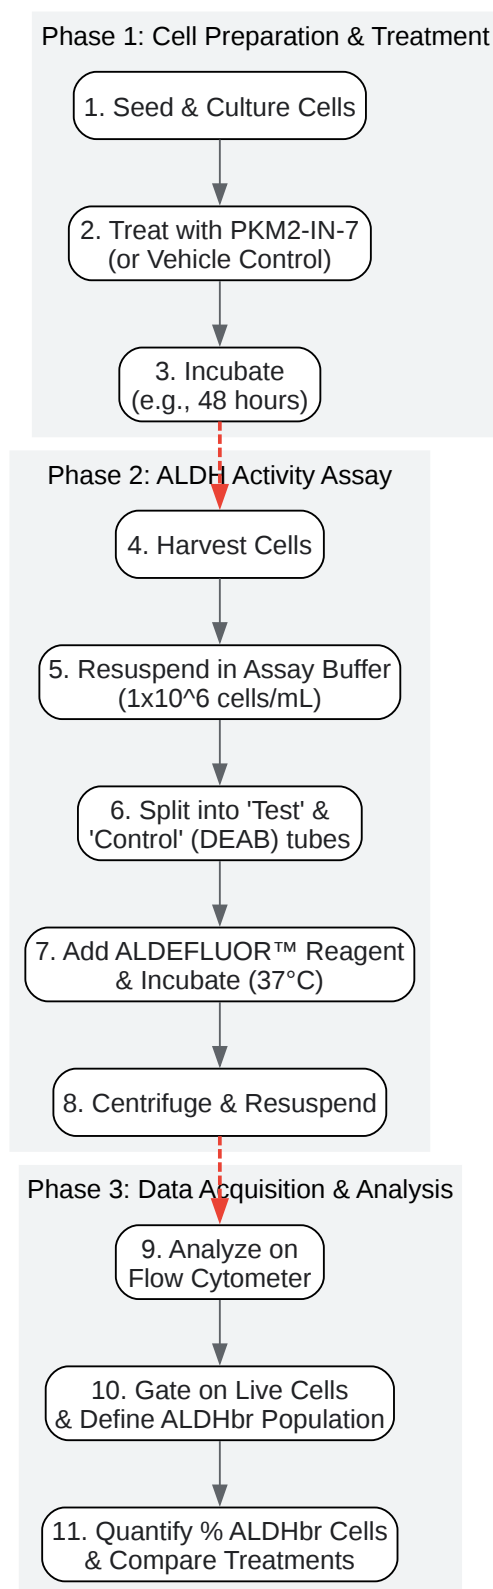 Phase 1: Cell Preparation & Treatment
1. Seed & Culture Cells
2. Treat with PKM2-IN-7
(or Vehicle Control)
3. Incubate
(e.g., 48 hours)
Phase 2: ALDH Activity Assay
4. Harvest Cells
5. Resuspend in Assay Buffer
(1x10^6 cells/mL)
6. Split into 'Test' &
'Control' (DEAB) tubes
7. Add ALDEFLUOR™ Reagent
& Incubate (37°C)
8. Centrifuge & Resuspend
Phase 3: Data Acquisition & Analysis
9. Analyze on
Flow Cytometer
10. Gate on Live Cells
& Define ALDHbr Population
11. Quantify % ALDHbr Cells
& Compare Treatments